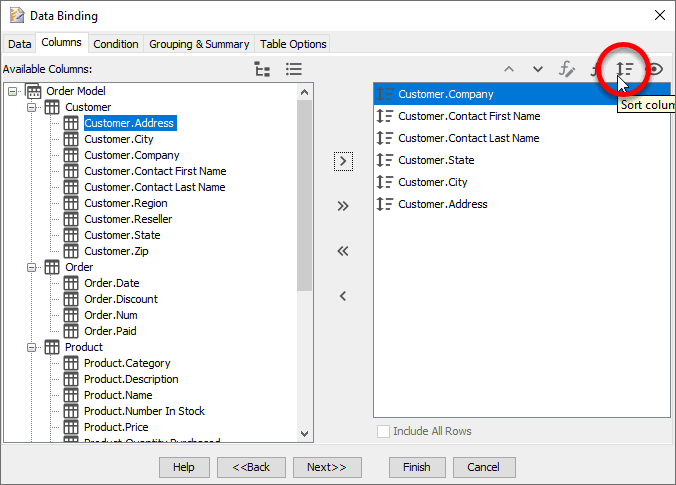 Data Binding
Data Columns Condition Grouping & Summary Table Options
Available Columns:
Sort colum
Order Model
Customer
Customer.Address
Customer.City
Customer.Company
Customer.Contact First Name
Customer.Contact Last Name
Customer.Region
Customer.Reseller
Customer.State
Customer.Zip
Order
Order.Date
Order.Discount
Order.Num
Order.Paid
Product
Product.Category
Product.Description
Product.Name
Product.Number In Stock
Product.Price
Product.Quantity Purchased
Customer.Company
Customer.Contact First Name
Customer.Contact Last Name
Customer.State
Customer.City
Customer.Address
Include All Rows
Help <<Back Next>> Finish Cancel